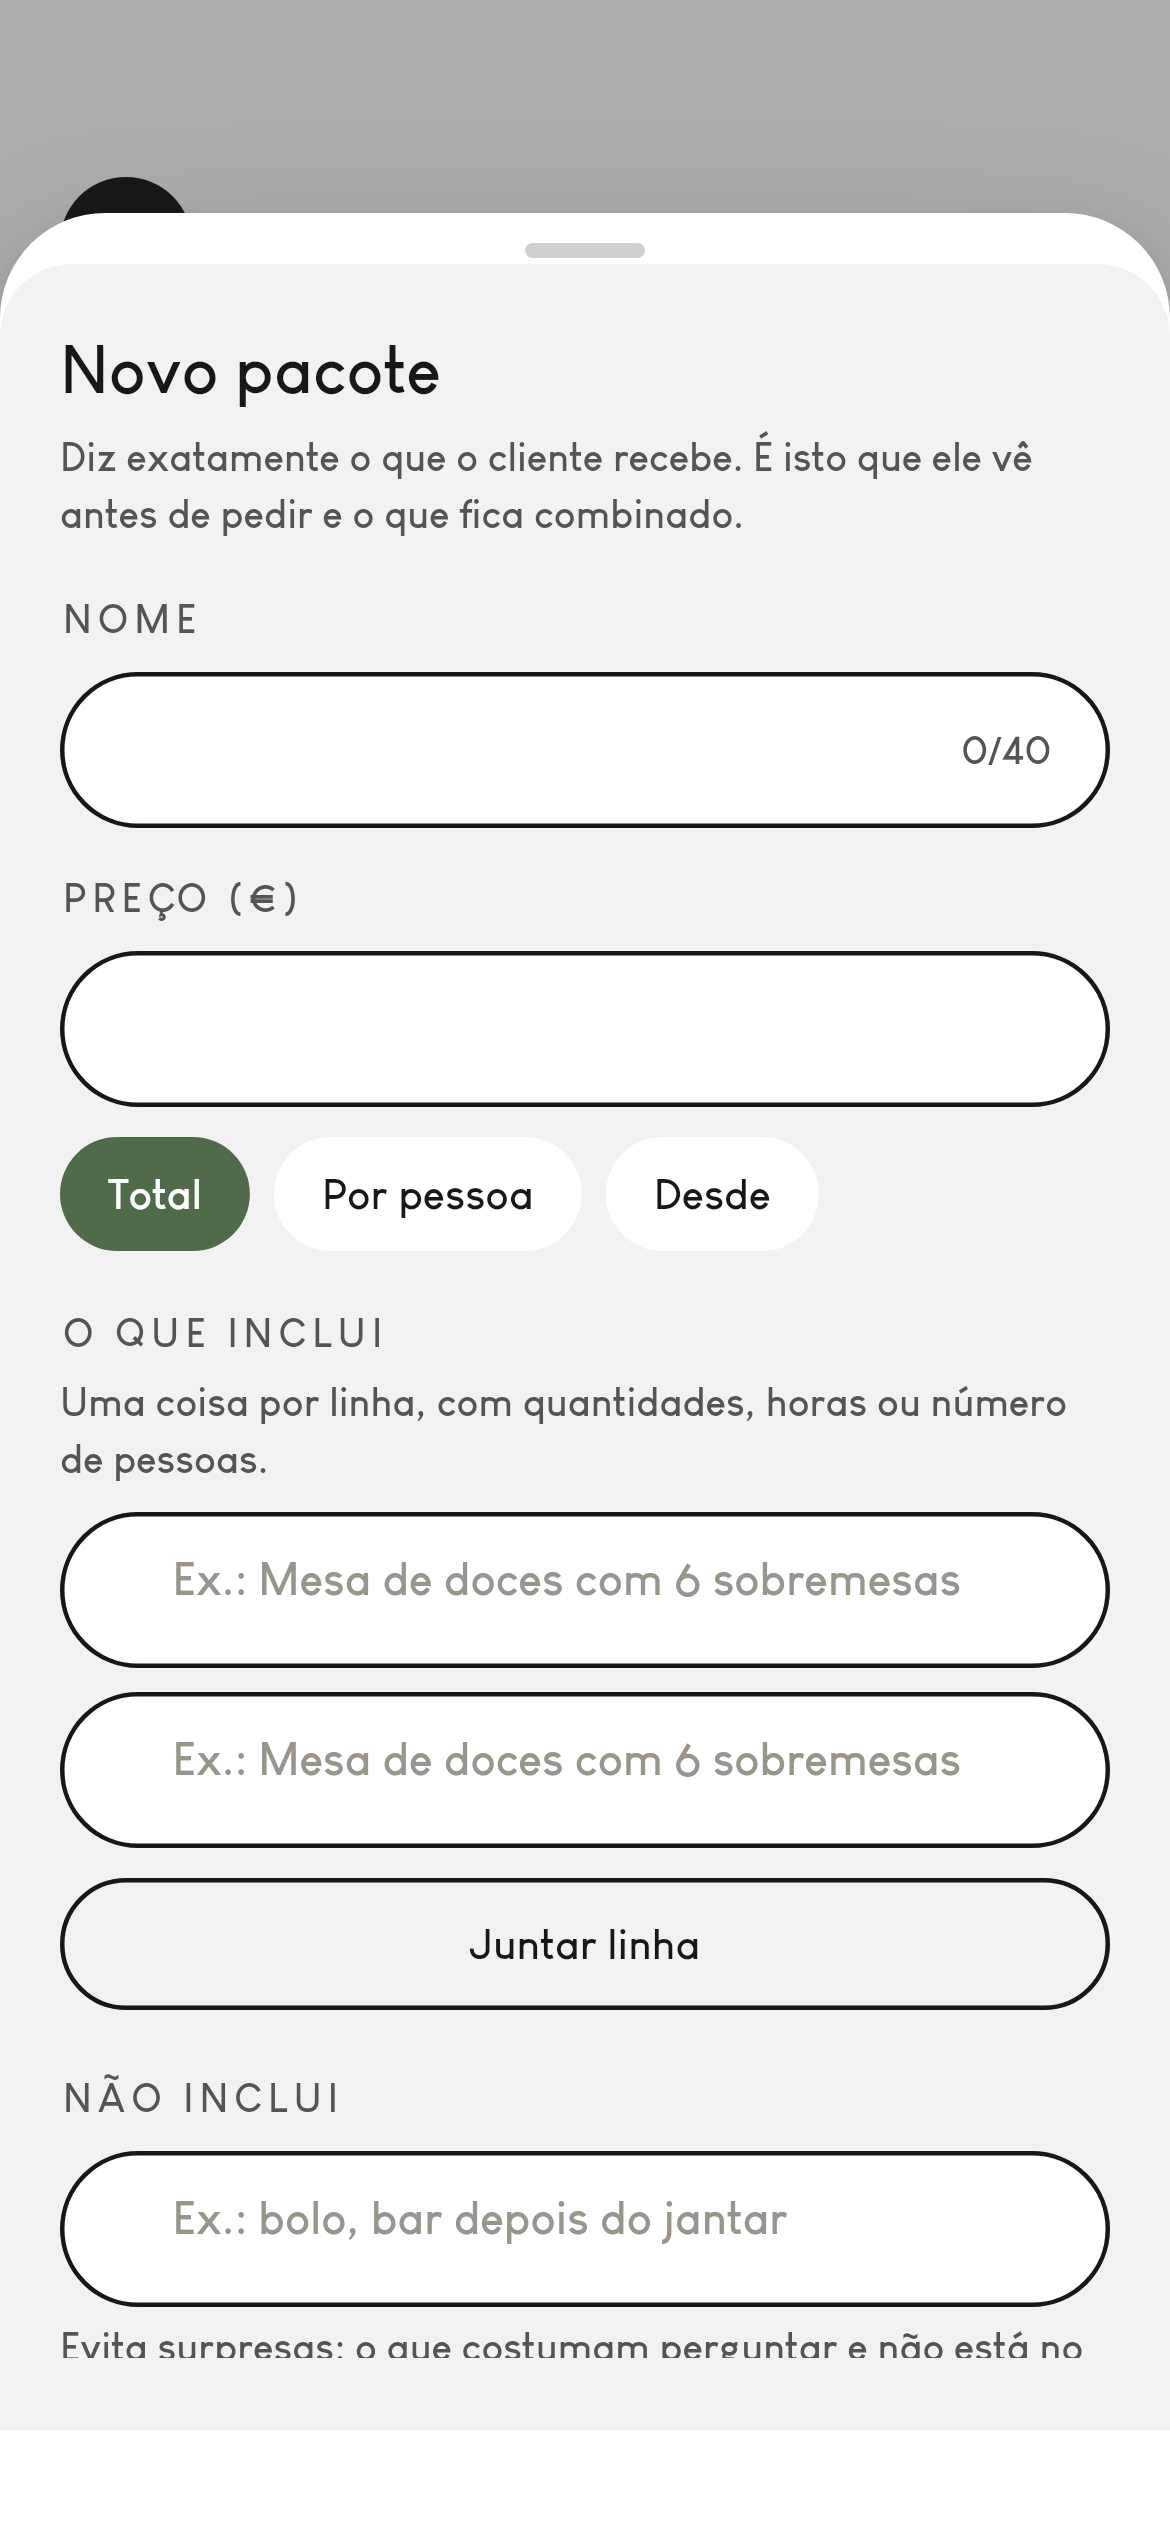 Novo pacote
Diz exatamente o que o cliente recebe. É isto que ele vê
antes de pedir e o que fica combinado.
NOME
0/40
PREÇO (€)
Total
Por pessoa
Desde
O QUE INCLUI
Uma coisa por linha, com quantidades, horas ou número
de pessoas.
Ex.: Mesa de doces com 6 sobremesas
Ex.: Mesa de doces com 6 sobremesas
Juntar linha
NÃO INCLUI
Ex.: bolo, bar depois do jantar
Evita surpresas: o que costumam perguntar e não está no